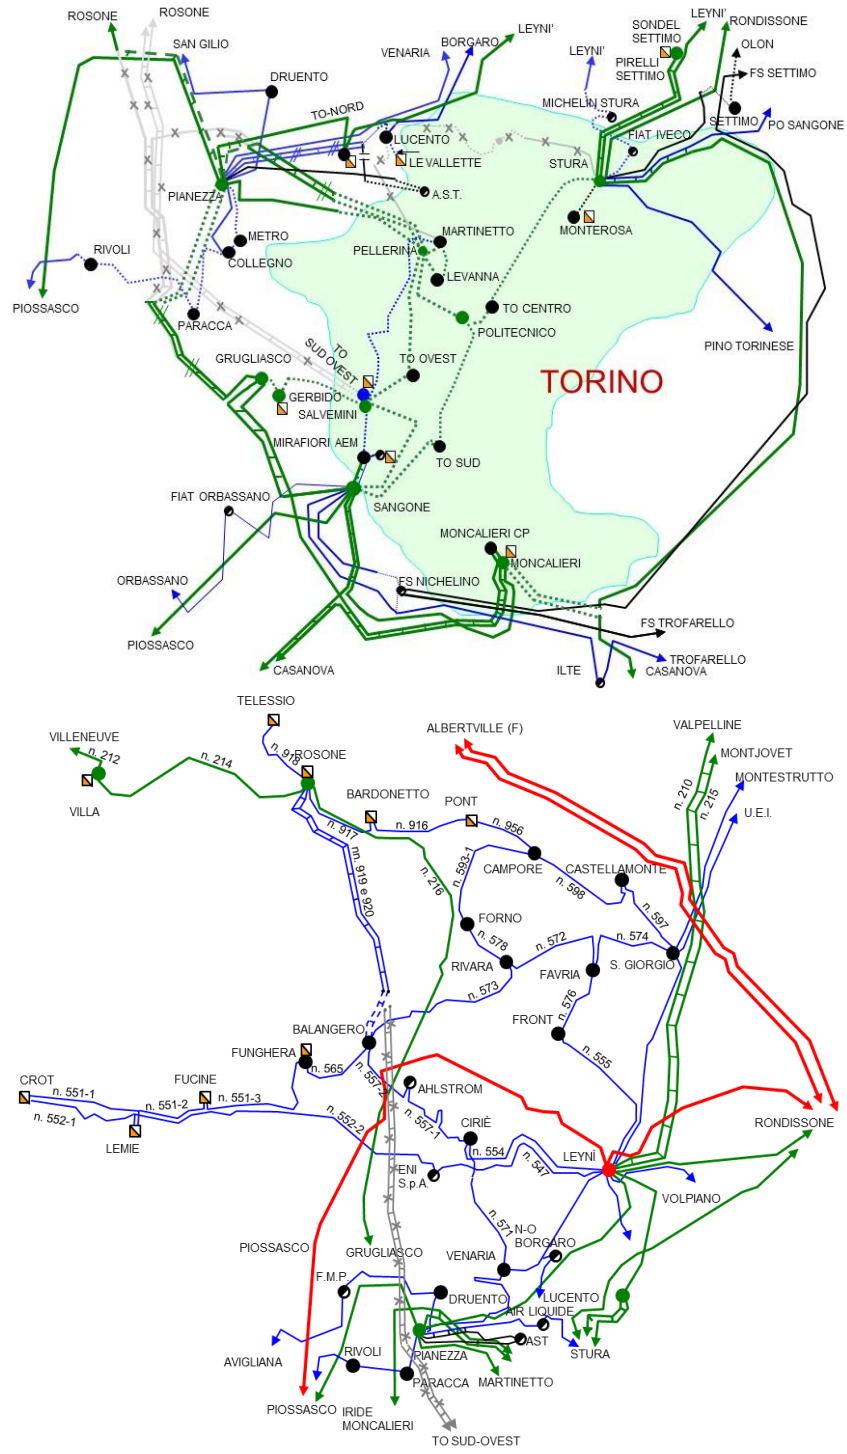 ROSONE
ROSONE
SAN GILIO
DRUENTO
VENARIA
BORGARO
LEYNI'
LEYNI'
SONDEL
SETTIMO
PIRELLI
SETTIMO
LEYNI'
RONDISSONE
OLON
FS SETTIMO
MICHELIN STURA
SETTIMO
PO SANGONE
TO-NORD
LUCENTO
LE VALLETTE
FIAT IVECO
STURA
PIANEZZA
A.S.T.
METRO
COLLEGNO
RIVOLI
MARTINETTO
PELLERINA
MONTEROSA
LEVANNA
PIOSSASCO
PARACCA
TO CENTRO
POLITECNICO
PINO TORINESE
GRUGLIASCO
TO
SUD OVEST
TO OVEST
TORINO
GERBIDO
SALVEMINI
MIRAFIORI AEM
TO SUD
FIAT ORBASSANO
SANGONE
MONCALIERI CP
MONCALIERI
ORBASSANO
FS NICHELINO
PIOSSASCO
FS TROFARELLO
CASANOVA
ILTE
TROFARELLO
CASANOVA
TELESSIO
VILLENEUVE
n. 212
n. 214
n. 918
ROSONE
ALBERTVILLE (F)
VALPELLINE
MONTJOVET
MONTESTRUTTO
U.E.I.
n. 210
n. 215
VILLA
BARDONETTO
PONT
n. 917
n. 916
n. 956
nn. 919 e 920
n. 216
n. 593-1
CAMPORE
CASTELLAMONTE
n. 598
n. 597
FORNO
n. 578
n. 572
n. 574
RIVARA
FAVRIA
S. GIORGIO
n. 573
n. 576
FRONT
n. 555
BALANGERO
FUNGHERA
n. 565
n. 557-2
CROT
n. 551-1
FUCINE
n. 551-2
n. 551-3
n. 552-1
LEMIE
n. 552-2
AHLSTROM
n. 557-1
CIRIÈ
n. 554
n. 547
LEYNÌ
RONDISSONE
ENI
S.p.A.
VOLPIANO
n. 571
N-O
BORGARO
PIOSSASCO
GRUGLIASCO
VENARIA
F.M.P.
DRUENTO
LUCENTO
AIR LIQUIDE
AST
STURA
AVIGLIANA
RIVOLI
PIANEZZA
PARACCA
MARTINETTO
PIOSSASCO
IRIDE
MONCALIERI
TO SUD-OVEST